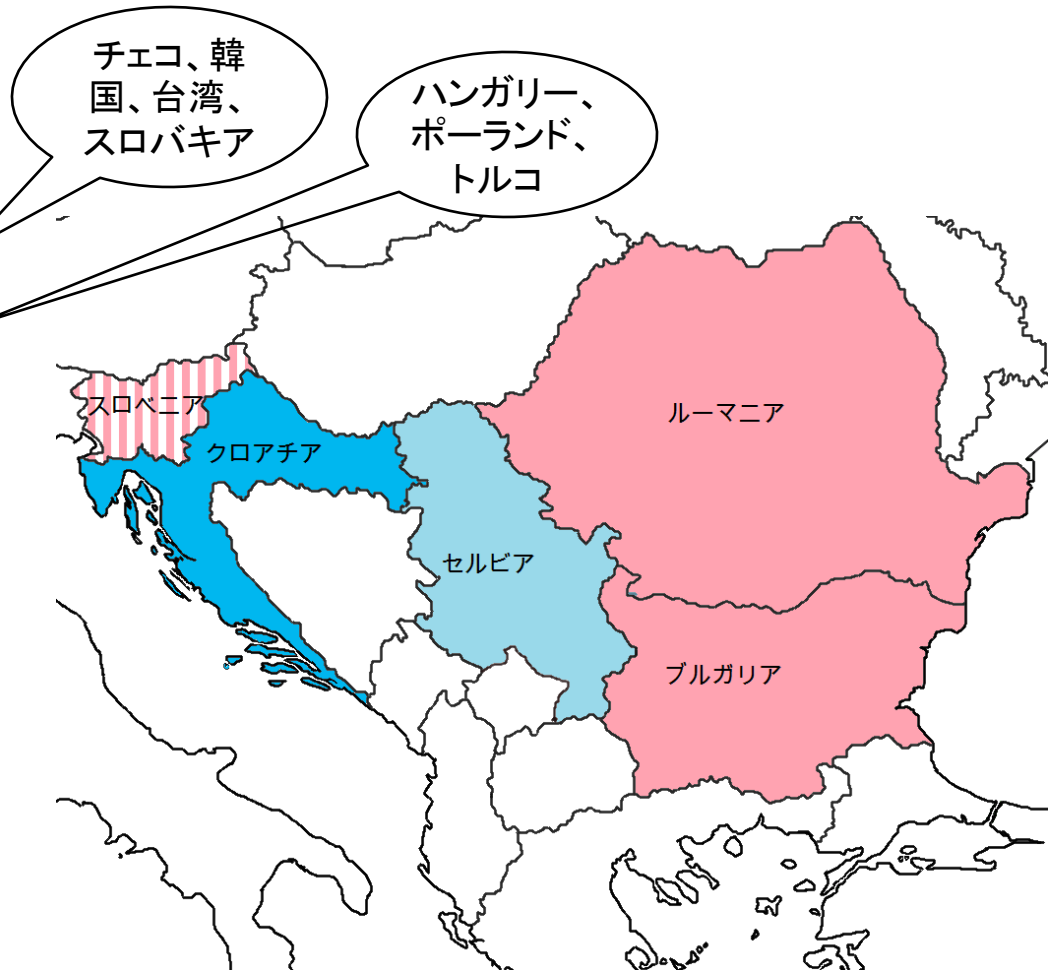 チェコ、韓
国、台湾、
スロバキア
ハンガリー、
ポーランド、
トルコ
スロベニア
ルーマニア
クロアチア
セルビア
ブルガリア